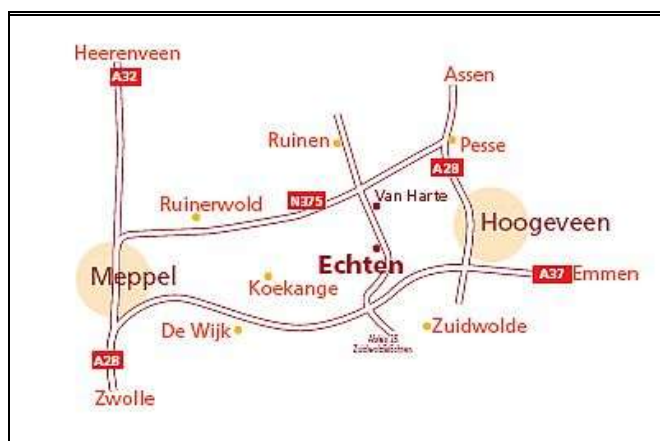 Heerenveen
A32
Assen
Ruinen
Pesse
A28
N375
Van Harte
Ruinerwold
Hoogeveen
Echten
Meppel
Koekange
A37
Emmen
De Wijk
Zuidwolde
A28
Zwolle